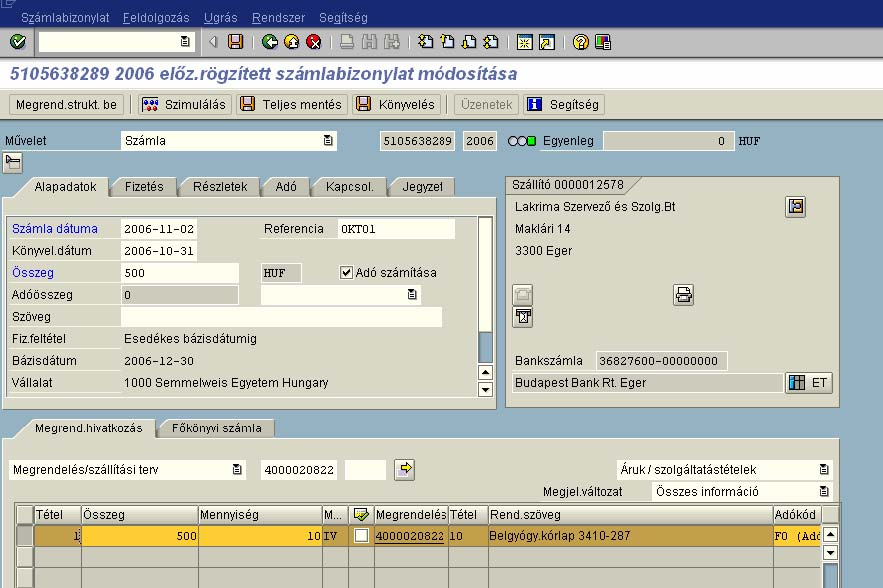 Számlabizonylat Feldolgozás Ugrás Rendszer Segítség
5105638289 2006 előz.rögzített számlabizonylat módosítása
Megrend.strukt. be Szimulálás Teljes mentés Könyvelés Üzenetek Segítség
Művelet Számla 5105638289 2006 Egyenleg 0 HUF
Alapadatok Fizetés Részletek Adó Kapcsol. Jegyzet
Számla dátuma 2006-11-02 Referencia 0KT01
Könyvel.dátum 2006-10-31
Összeg 500 HUF Adó számítása
Adóösszeg 0
Szöveg
Fiz.feltétel Esedékes bázisdátumig
Bázisdátum 2006-12-30
Vállalat 1000 Semmelweis Egyetem Hungary
Szállító 0000012578
Lakrima Szervező és Szolg.Bt
Maklári 14
3300 Eger
Bankszámla 36827600-00000000
Budapest Bank Rt. Eger ET
Megrend.hivatkozás Főkönyvi számla
Megrendelés/szállítási terv 4000020822 Áruk / szolgáltatástételek
Megjel.változat Összes információ
Tétel Összeg Mennyiség M... Megrendelés Tétel Rend.szöveg Adókód
1 500 10 IV 4000020822 10 Belgyógy.kórlap 3410-287 F0 (Adó